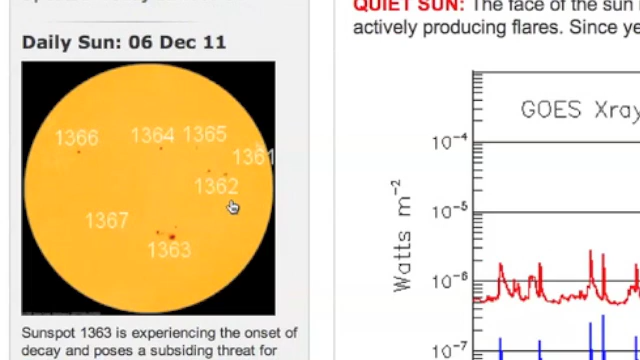 Daily Sun: 06 Dec 11
1366
1364 1365
1361
1362
1367
1363
Sunspot 1363 is experiencing the onset of
decay and poses a subsiding threat for
QUIET SUN: The face of the sun
actively producing flares. Since
GOES Xray
10⁻⁴
10⁻⁵
10⁻⁶
10⁻⁷
Watts m⁻²